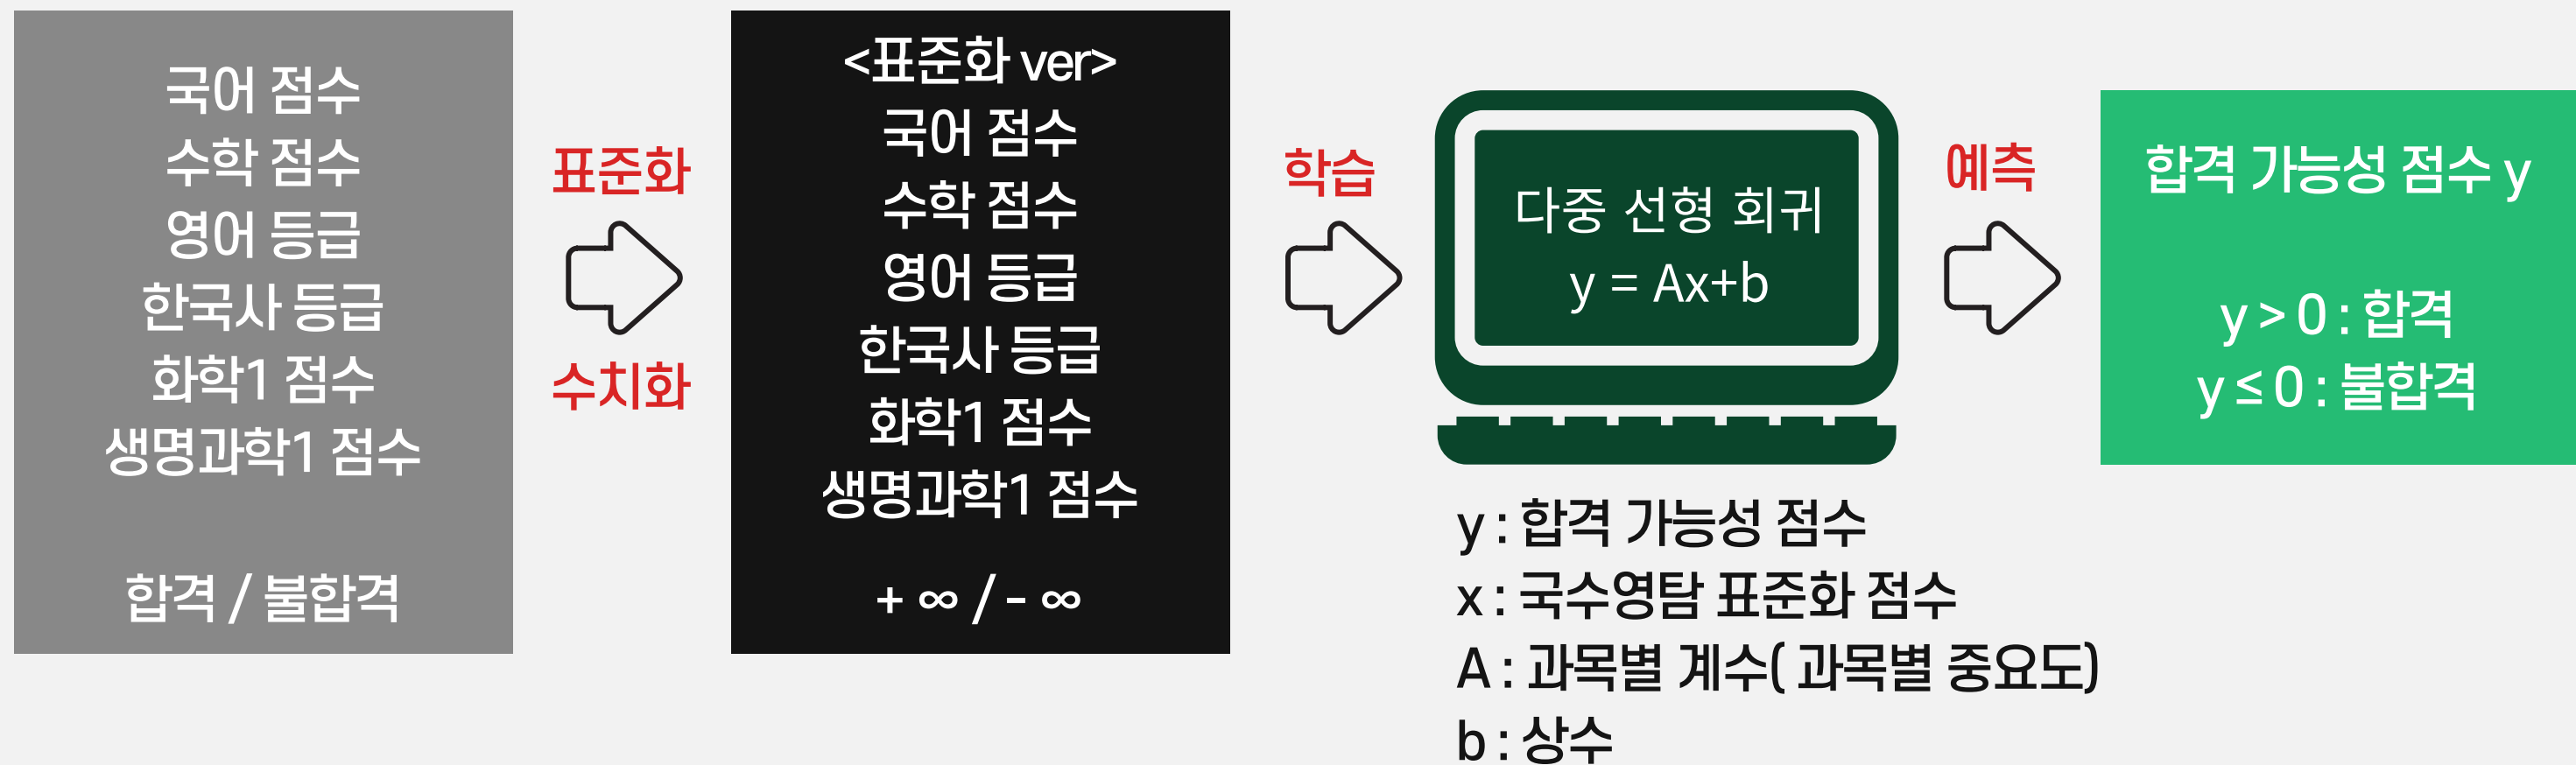 국어 점수
수학 점수
영어 등급
한국사 등급
화학1 점수
생명과학1 점수
합격 / 불합격
표준화
수치화
<표준화 ver>
국어 점수
수학 점수
영어 등급
한국사 등급
화학1 점수
생명과학1 점수
+ ∞ / - ∞
학습
다중 선형 회귀
y = Ax+b
y : 합격 가능성 점수
x : 국수영탐 표준화 점수
A : 과목별 계수( 과목별 중요도)
b : 상수
예측
합격 가능성 점수 y
y > 0 : 합격
y ≤ 0 : 불합격